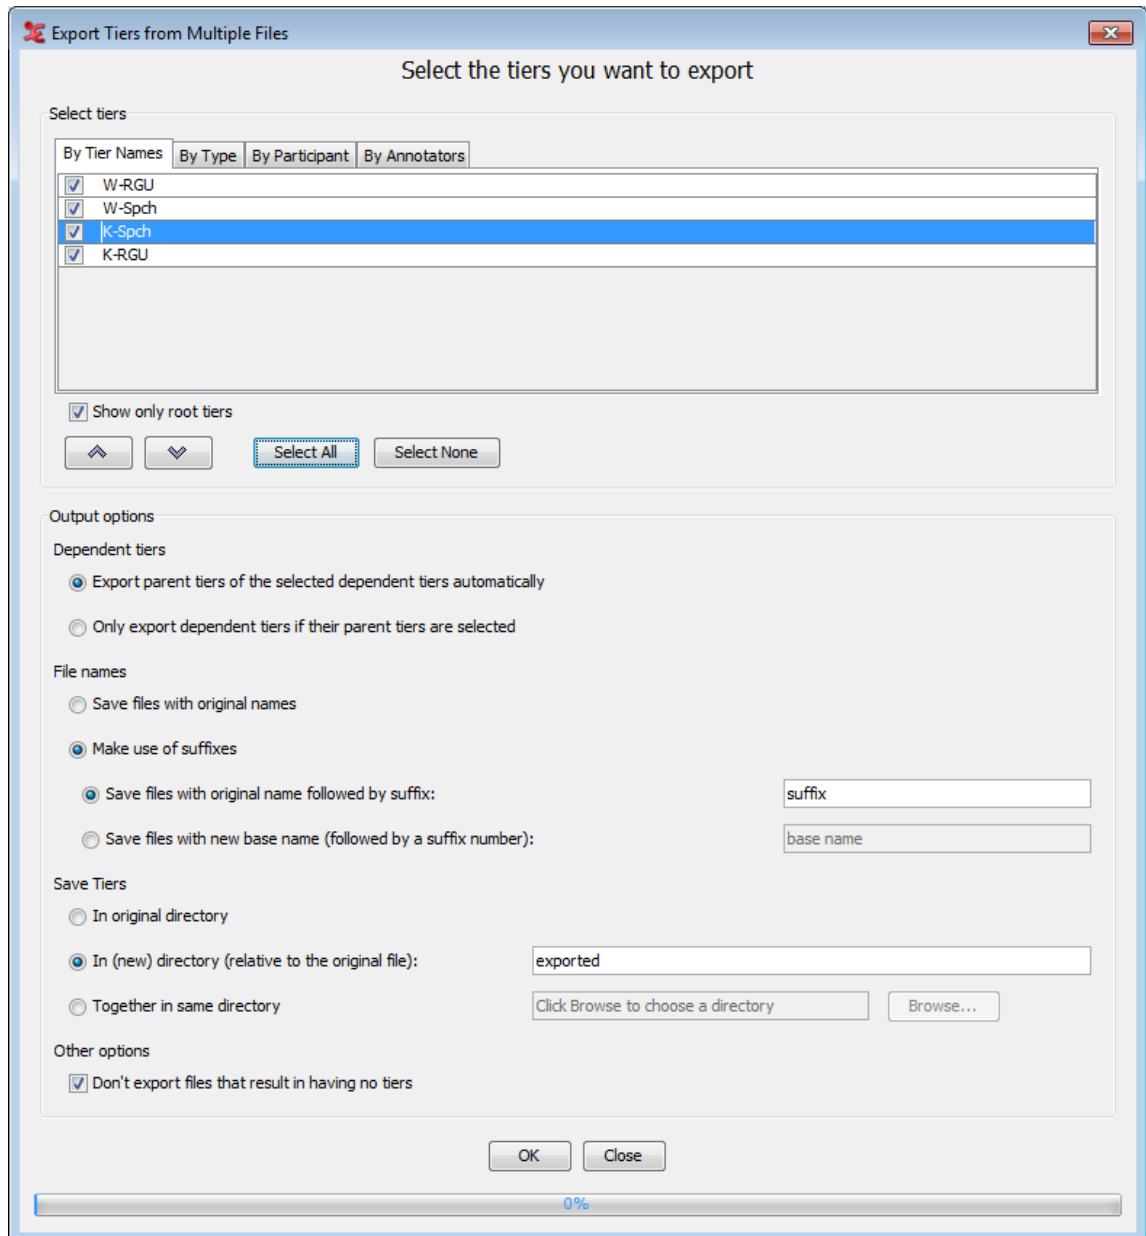 Export Tiers from Multiple Files
Select the tiers you want to export
Select tiers
By Tier Names By Type By Participant By Annotators
W-RGU
W-Spch
K-Spch
K-RGU
Show only root tiers
Select All Select None
Output options
Dependent tiers
Export parent tiers of the selected dependent tiers automatically
Only export dependent tiers if their parent tiers are selected
File names
Save files with original names
Make use of suffixes
Save files with original name followed by suffix: suffix
Save files with new base name (followed by a suffix number): base name
Save Tiers
In original directory
In (new) directory (relative to the original file): exported
Together in same directory Click Browse to choose a directory Browse...
Other options
Don't export files that result in having no tiers
OK Close
0%